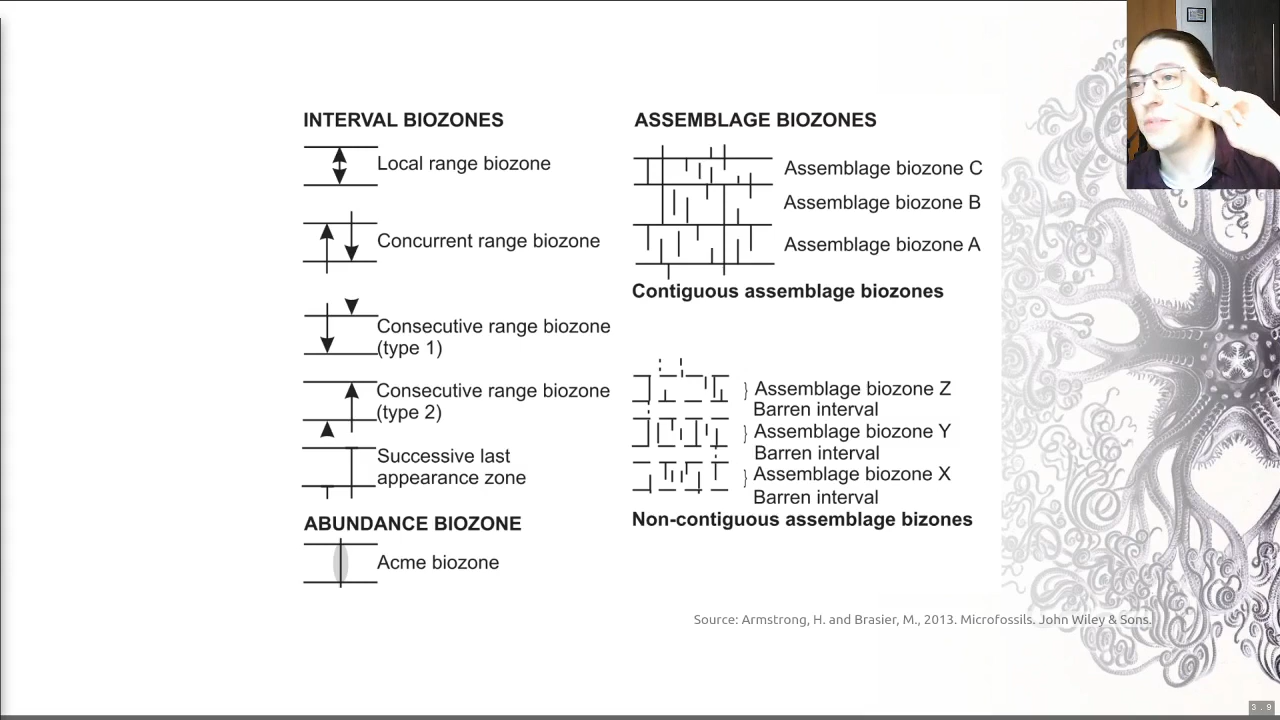 INTERVAL BIOZONES
Local range biozone
Concurrent range biozone
Consecutive range biozone
(type 1)
Consecutive range biozone
(type 2)
Successive last
appearance zone
ABUNDANCE BIOZONE
Acme biozone
ASSEMBLAGE BIOZONES
Assemblage biozone C
Assemblage biozone B
Assemblage biozone A
Contiguous assemblage biozones
Assemblage biozone Z
Barren interval
Assemblage biozone Y
Barren interval
Assemblage biozone X
Barren interval
Non-contiguous assemblage bizones
Source: Armstrong, H. and Brasier, M., 2013. Microfossils. John Wiley & Sons.
3 . 9